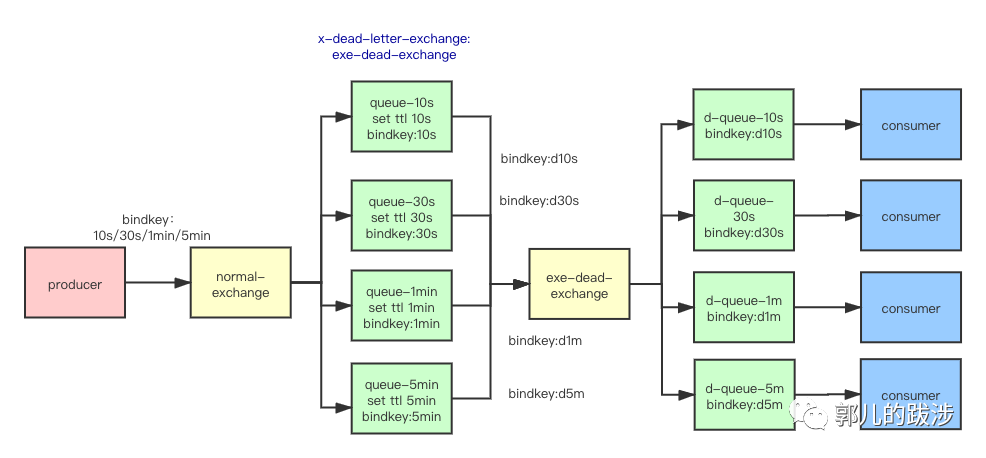 x-dead-letter-exchange:
exe-dead-exchange
queue-10s
set ttl 10s
bindkey:10s
queue-30s
set ttl 30s
bindkey:30s
queue-1min
set ttl 1min
bindkey:1min
queue-5min
set ttl 5min
bindkey:5min
bindkey：
10s/30s/1min/5min
producer
normal-
exchange
bindkey:d10s
bindkey:d30s
bindkey:d1m
bindkey:d5m
exe-dead-
exchange
d-queue-10s
bindkey:d10s
d-queue-
30s
bindkey:d30s
d-queue-1m
bindkey:d1m
d-queue-5m
bindkey:d5m
consumer
consumer
consumer
consumer
郭儿的跋涉